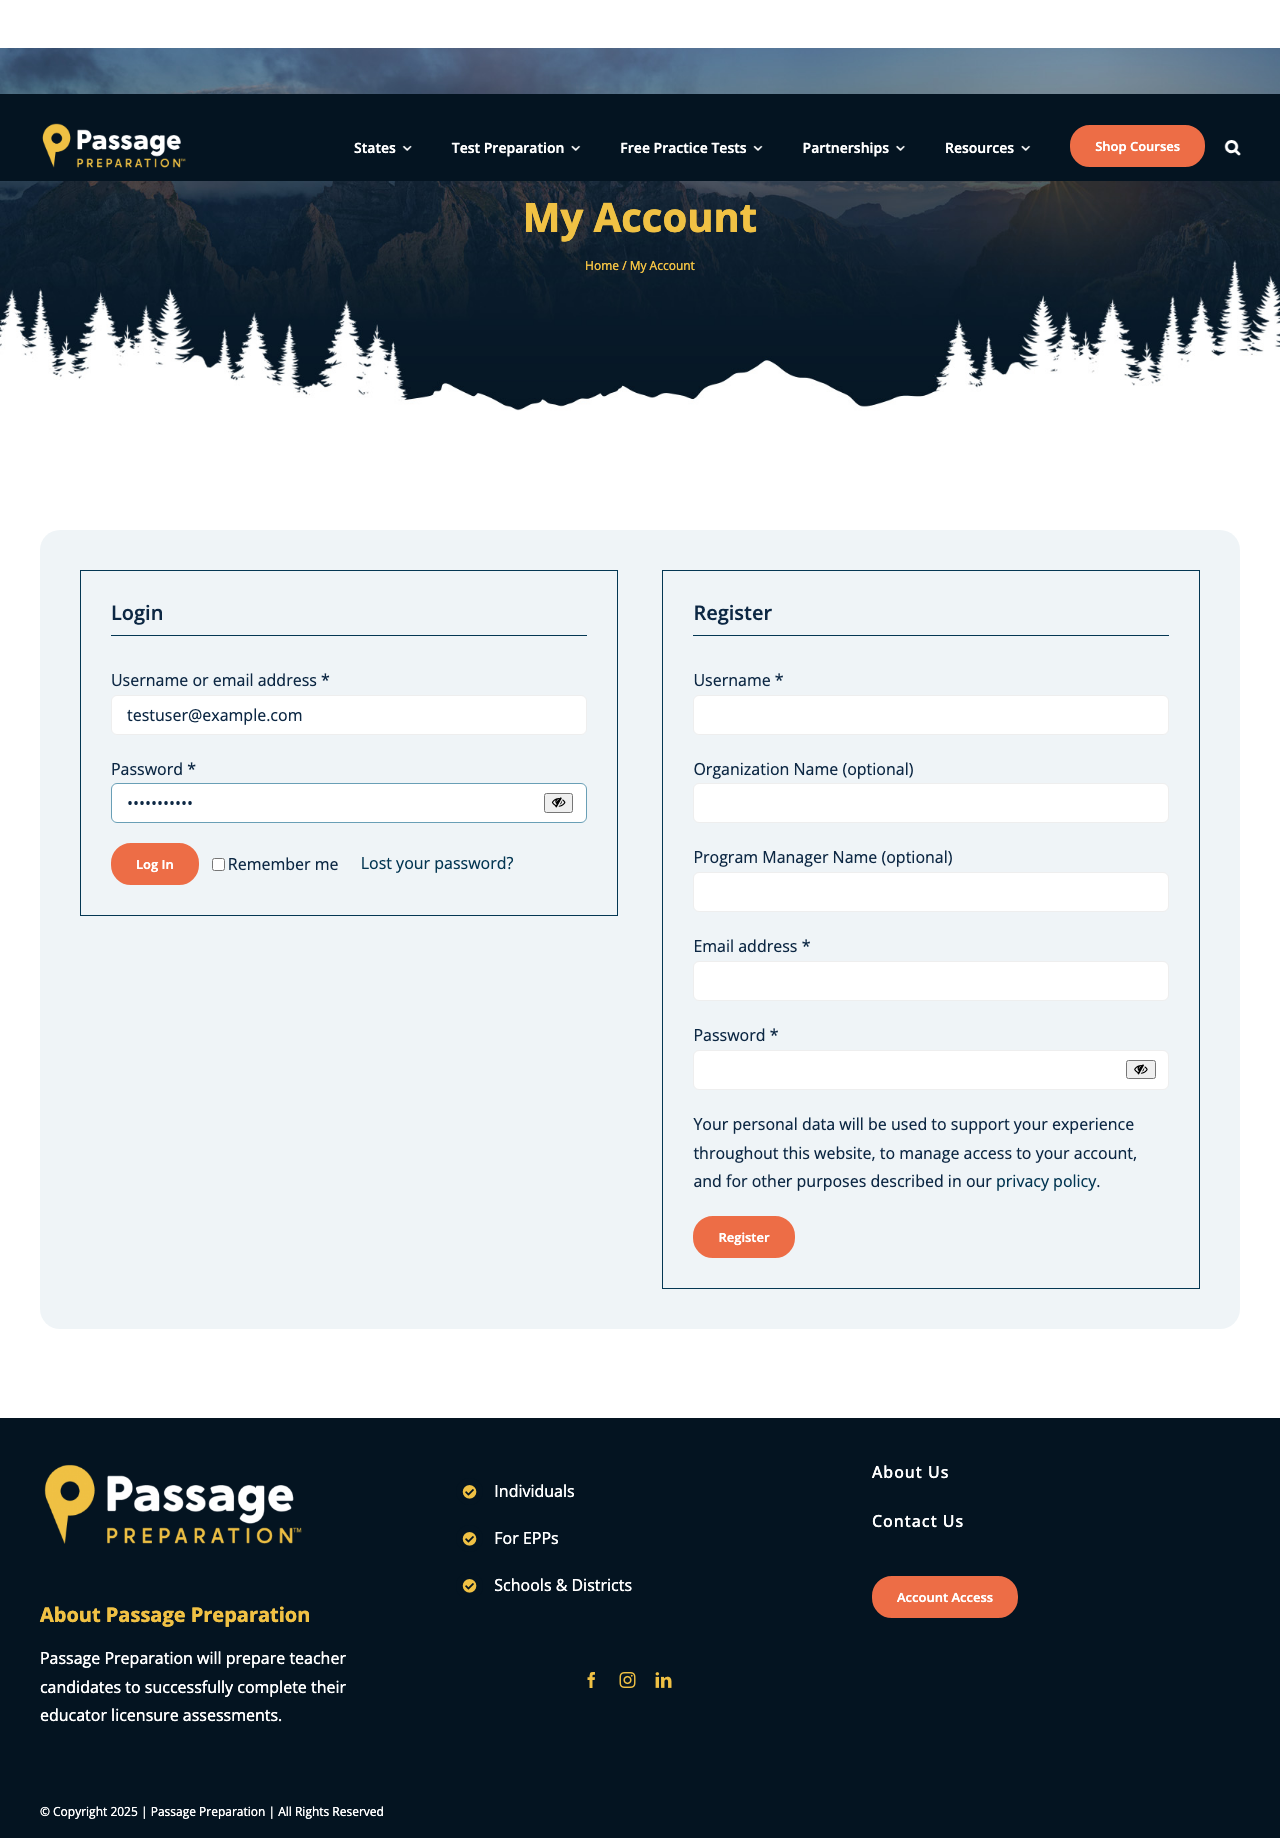 Passage
PREPARATION™
States
Test Preparation
Free Practice Tests
Partnerships
Resources
Shop Courses
My Account
Home / My Account
Login
Username or email address *
testuser@example.com
Password *
•••••••••••
Log In
Remember me
Lost your password?
Register
Username *
Organization Name (optional)
Program Manager Name (optional)
Email address *
Password *
Your personal data will be used to support your experience
throughout this website, to manage access to your account,
and for other purposes described in our privacy policy.
Register
Passage
PREPARATION™
About Passage Preparation
Passage Preparation will prepare teacher
candidates to successfully complete their
educator licensure assessments.
Individuals
For EPPs
Schools & Districts
About Us
Contact Us
Account Access
© Copyright 2025 | Passage Preparation | All Rights Reserved